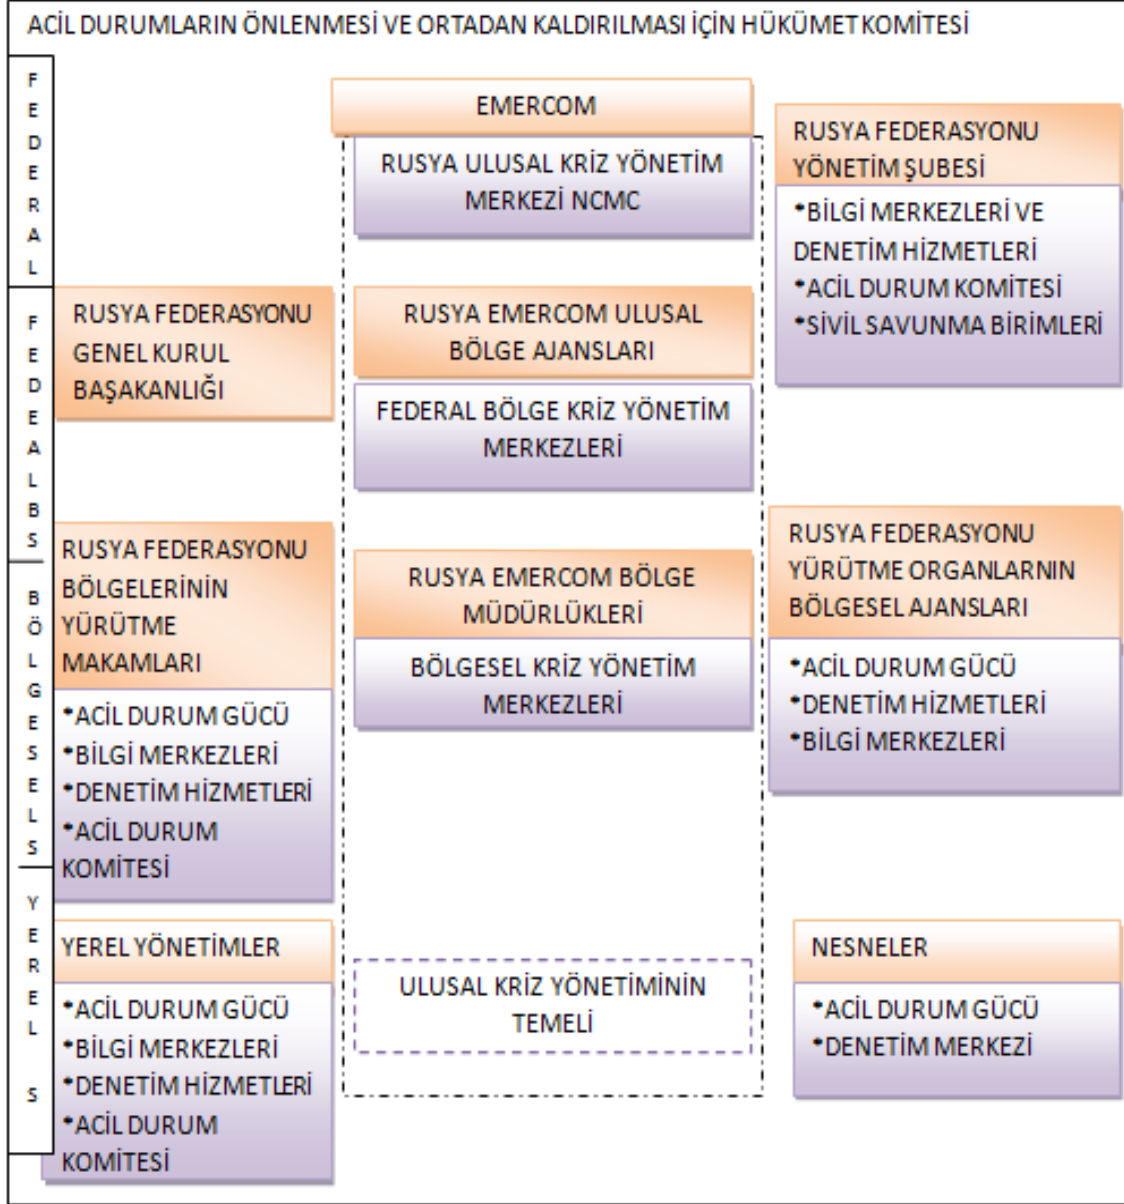 ACİL DURUMLARIN ÖNLENMESİ VE ORTADAN KALDIRILMASI İÇİN HÜKÜMET KOMİTESİ
FEDERAL
EMERCOM
RUSYA ULUSAL KRİZ YÖNETİM
MERKEZİ NCMC
RUSYA FEDERASYONU
YÖNETİM ŞUBESİ
*BİLGİ MERKEZLERİ VE
DENETİM HİZMETLERİ
*ACİL DURUM KOMİTESİ
*SİVİL SAVUNMA BİRİMLERİ
FEDEALBS
RUSYA FEDERASYONU
GENEL KURUL
BAŞAKANLIĞI
RUSYA EMERCOM ULUSAL
BÖLGE AJANSLARI
FEDERAL BÖLGE KRİZ YÖNETİM
MERKEZLERİ
BÖLGESELS
RUSYA FEDERASYONU
BÖLGELERİNİN
YÜRÜTME
MAKAMLARI
*ACİL DURUM GÜCÜ
*BİLGİ MERKEZLERİ
*DENETİM HİZMETLERİ
*ACİL DURUM
KOMİTESİ
RUSYA EMERCOM BÖLGE
MÜDÜRLÜKLERİ
BÖLGESEL KRİZ YÖNETİM
MERKEZLERİ
RUSYA FEDERASYONU
YÜRÜTME ORGANLARNIN
BÖLGESEL AJANSLARI
*ACİL DURUM GÜCÜ
*DENETİM HİZMETLERİ
*BİLGİ MERKEZLERİ
YEREL S
YEREL YÖNETİMLER
*ACİL DURUM GÜCÜ
*BİLGİ MERKEZLERİ
*DENETİM HİZMETLERİ
*ACİL DURUM
KOMİTESİ
ULUSAL KRİZ YÖNETİMİNİN
TEMELİ
NESNELER
*ACİL DURUM GÜCÜ
*DENETİM MERKEZİ